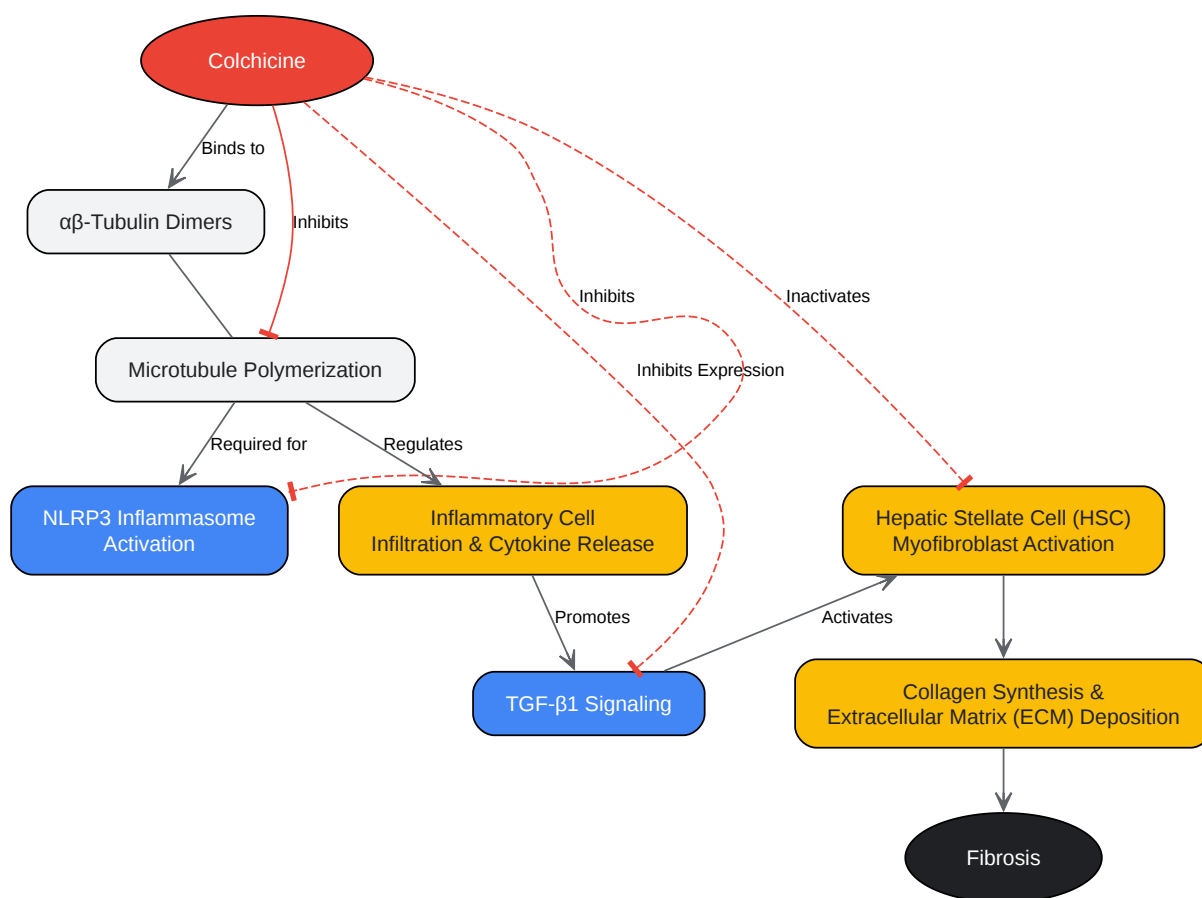 Colchicine
Binds to
αβ-Tubulin Dimers
Inhibits
Inhibits
Inactivates
Microtubule Polymerization
Inhibits Expression
Required for
Regulates
NLRP3 Inflammasome
Activation
Inflammatory Cell
Infiltration & Cytokine Release
Hepatic Stellate Cell (HSC)
Myofibroblast Activation
Promotes
Activates
TGF-β1 Signaling
Collagen Synthesis &
Extracellular Matrix (ECM) Deposition
Fibrosis